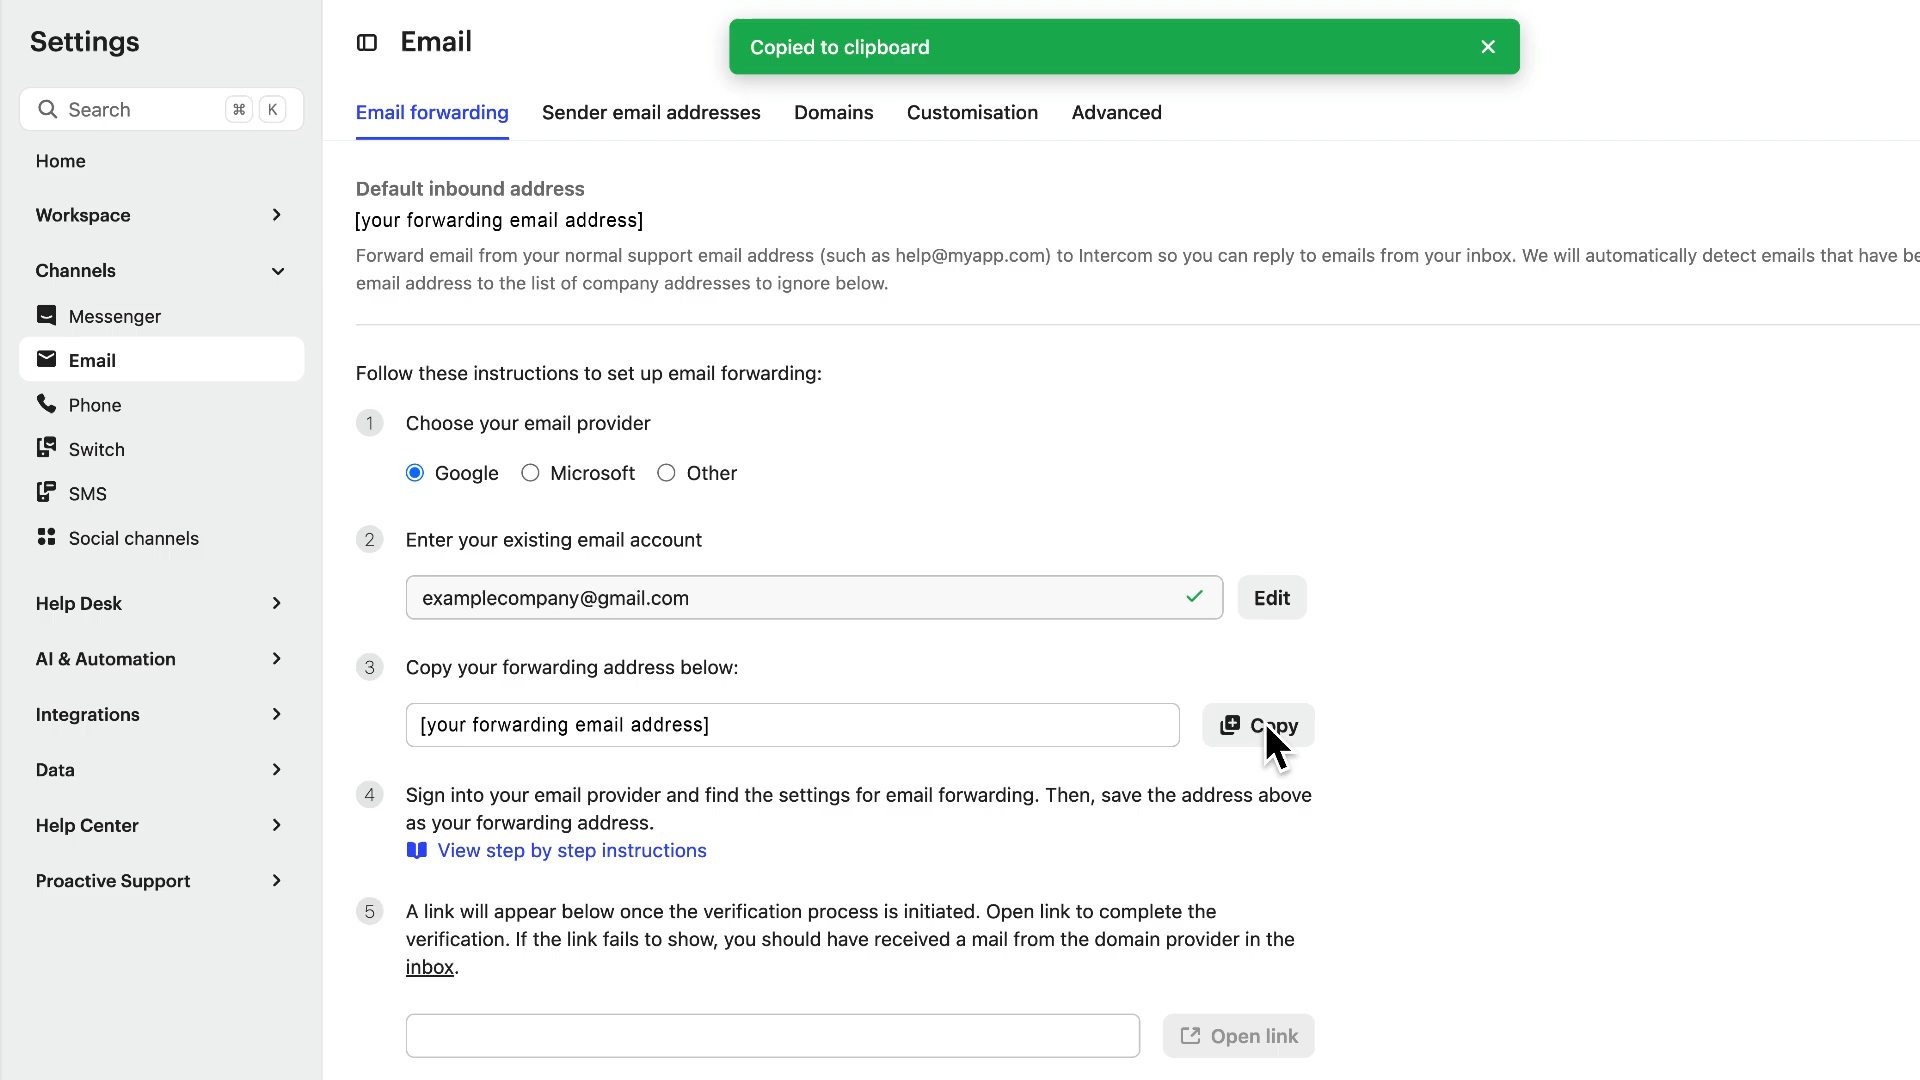 Settings
Search ⌘ K
Home
Workspace
Channels
Messenger
Email
Phone
Switch
SMS
Social channels
Help Desk
AI & Automation
Integrations
Data
Help Center
Proactive Support
Email
Copied to clipboard
Email forwarding Sender email addresses Domains Customisation Advanced
Default inbound address
[your forwarding email address]
Forward email from your normal support email address (such as help@myapp.com) to Intercom so you can reply to emails from your inbox. We will automatically detect emails that have be
email address to the list of company addresses to ignore below.
Follow these instructions to set up email forwarding:
1 Choose your email provider
Google Microsoft Other
2 Enter your existing email account
examplecompany@gmail.com Edit
3 Copy your forwarding address below:
[your forwarding email address] Copy
4 Sign into your email provider and find the settings for email forwarding. Then, save the address above
as your forwarding address.
View step by step instructions
5 A link will appear below once the verification process is initiated. Open link to complete the
verification. If the link fails to show, you should have received a mail from the domain provider in the
inbox.
Open link